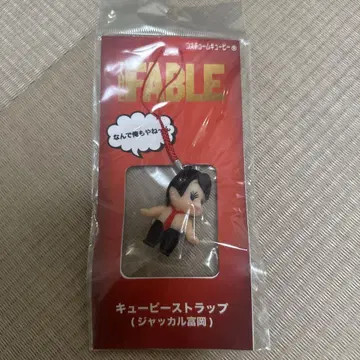 コスチュームキューピー®
FABLE
なんで俺もやねーん
キューピーストラップ
(ジャッカル富岡)